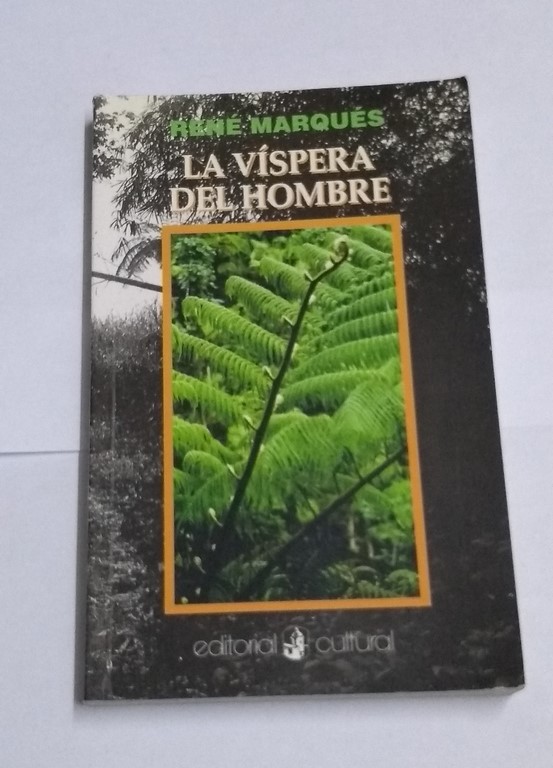 RENÉ MARQUÉS
LA VÍSPERA
DEL HOMBRE
editorial cultural